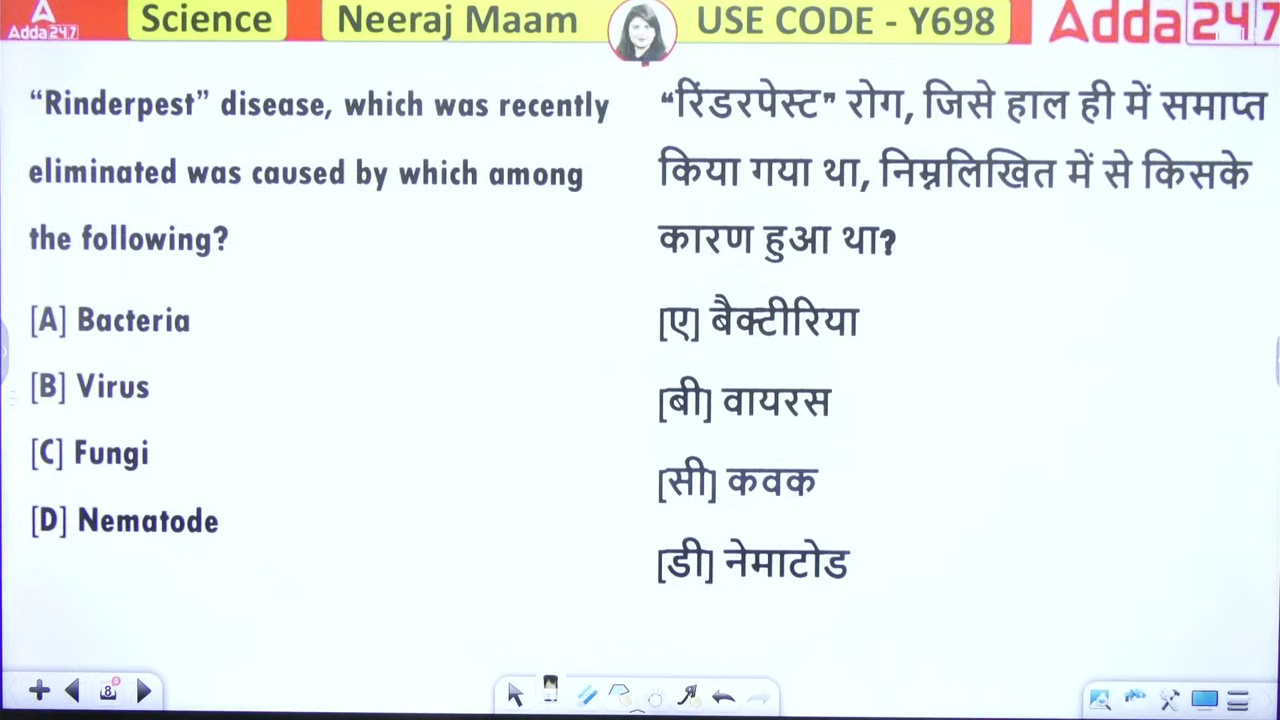 Adda247
Science
Neeraj Maam
USE CODE - Y698
Adda247
“Rinderpest” disease, which was recently
eliminated was caused by which among
the following?
[A] Bacteria
[B] Virus
[C] Fungi
[D] Nematode
“रिंडरपेस्ट” रोग, जिसे हाल ही में समाप्त
किया गया था, निम्नलिखित में से किसके
कारण हुआ था?
[ए] बैक्टीरिया
[बी] वायरस
[सी] कवक
[डी] नेमाटोड
8